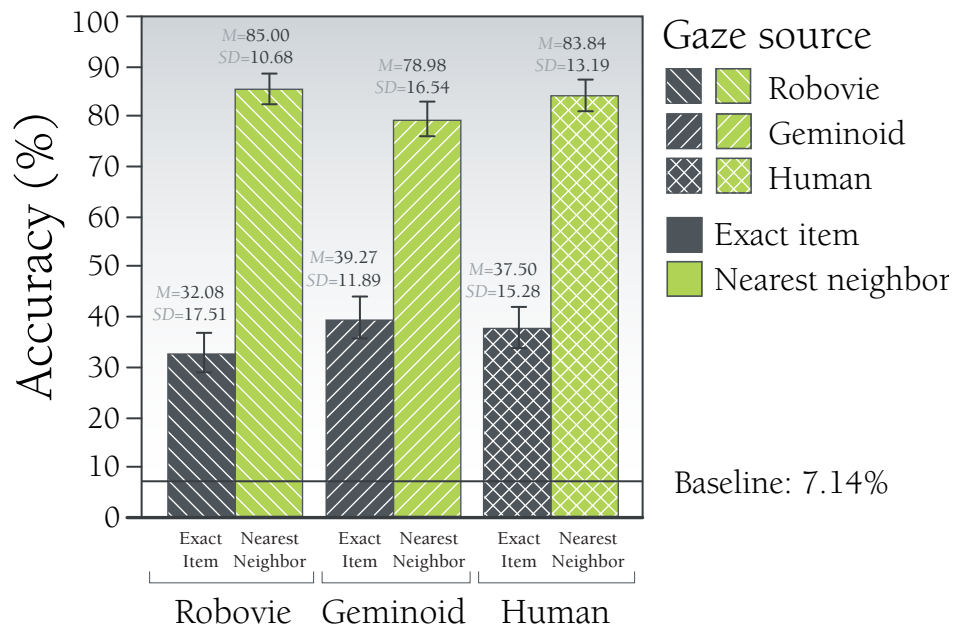 Accuracy (%)
100
90
80
70
60
50
40
30
20
10
0
M=32.08
SD=17.51
M=85.00
SD=10.68
M=39.27
SD=11.89
M=78.98
SD=16.54
M=37.50
SD=15.28
M=83.84
SD=13.19
Exact
Item
Nearest
Neighbor
Exact
Item
Nearest
Neighbor
Exact
Item
Nearest
Neighbor
Robovie
Geminoid
Human
Gaze source
Robovie
Geminoid
Human
Exact item
Nearest neighbor
Baseline: 7.14%